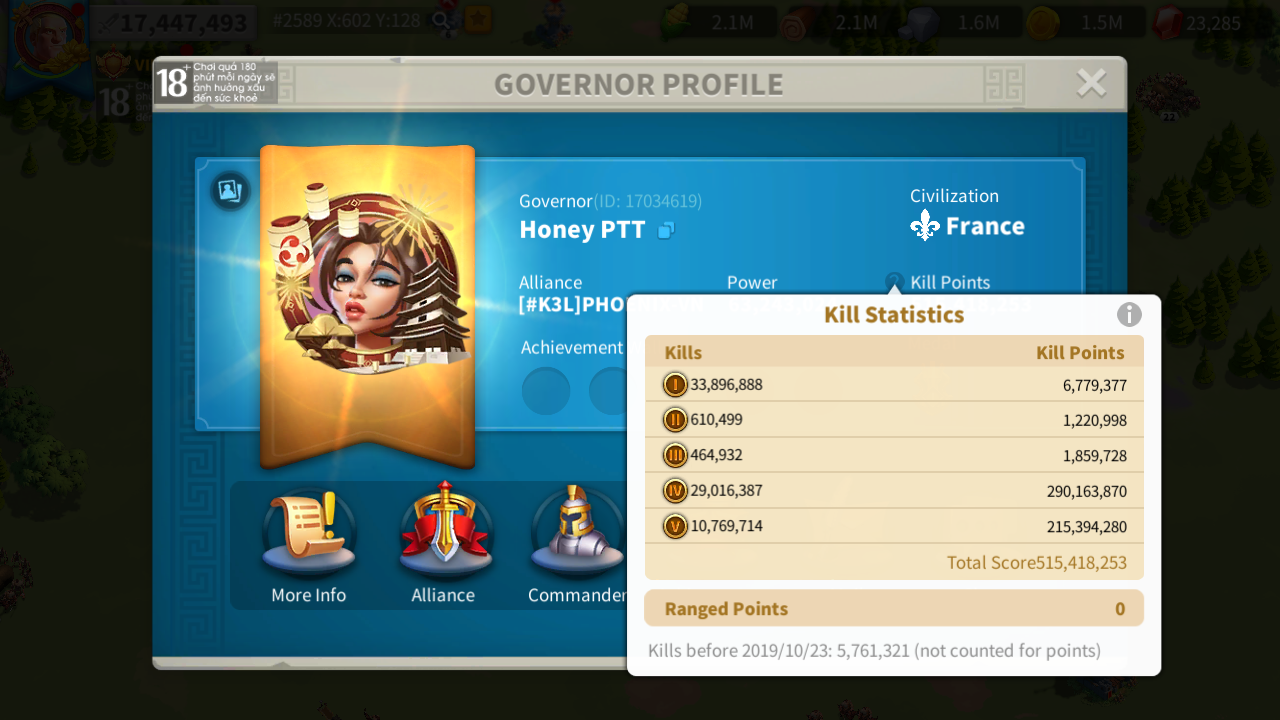 17,447,493
#2589 X:602 Y:128
2.1M
2.1M
1.6M
1.5M
23,285
18+
Chơi quá 180
phút mỗi ngày sẽ
ảnh hưởng xấu
đến sức khoẻ
GOVERNOR PROFILE
18
22
Governor(ID: 17034619)
Honey PTT
Civilization
France
Alliance
Power
Kill Points
Achievement
Kill Statistics
Kills
Kill Points
I 33,896,888
6,779,377
II 610,499
1,220,998
III 464,932
1,859,728
IV 29,016,387
290,163,870
V 10,769,714
215,394,280
Total Score515,418,253
Ranged Points
0
Kills before 2019/10/23: 5,761,321 (not counted for points)
More Info
Alliance
Commander